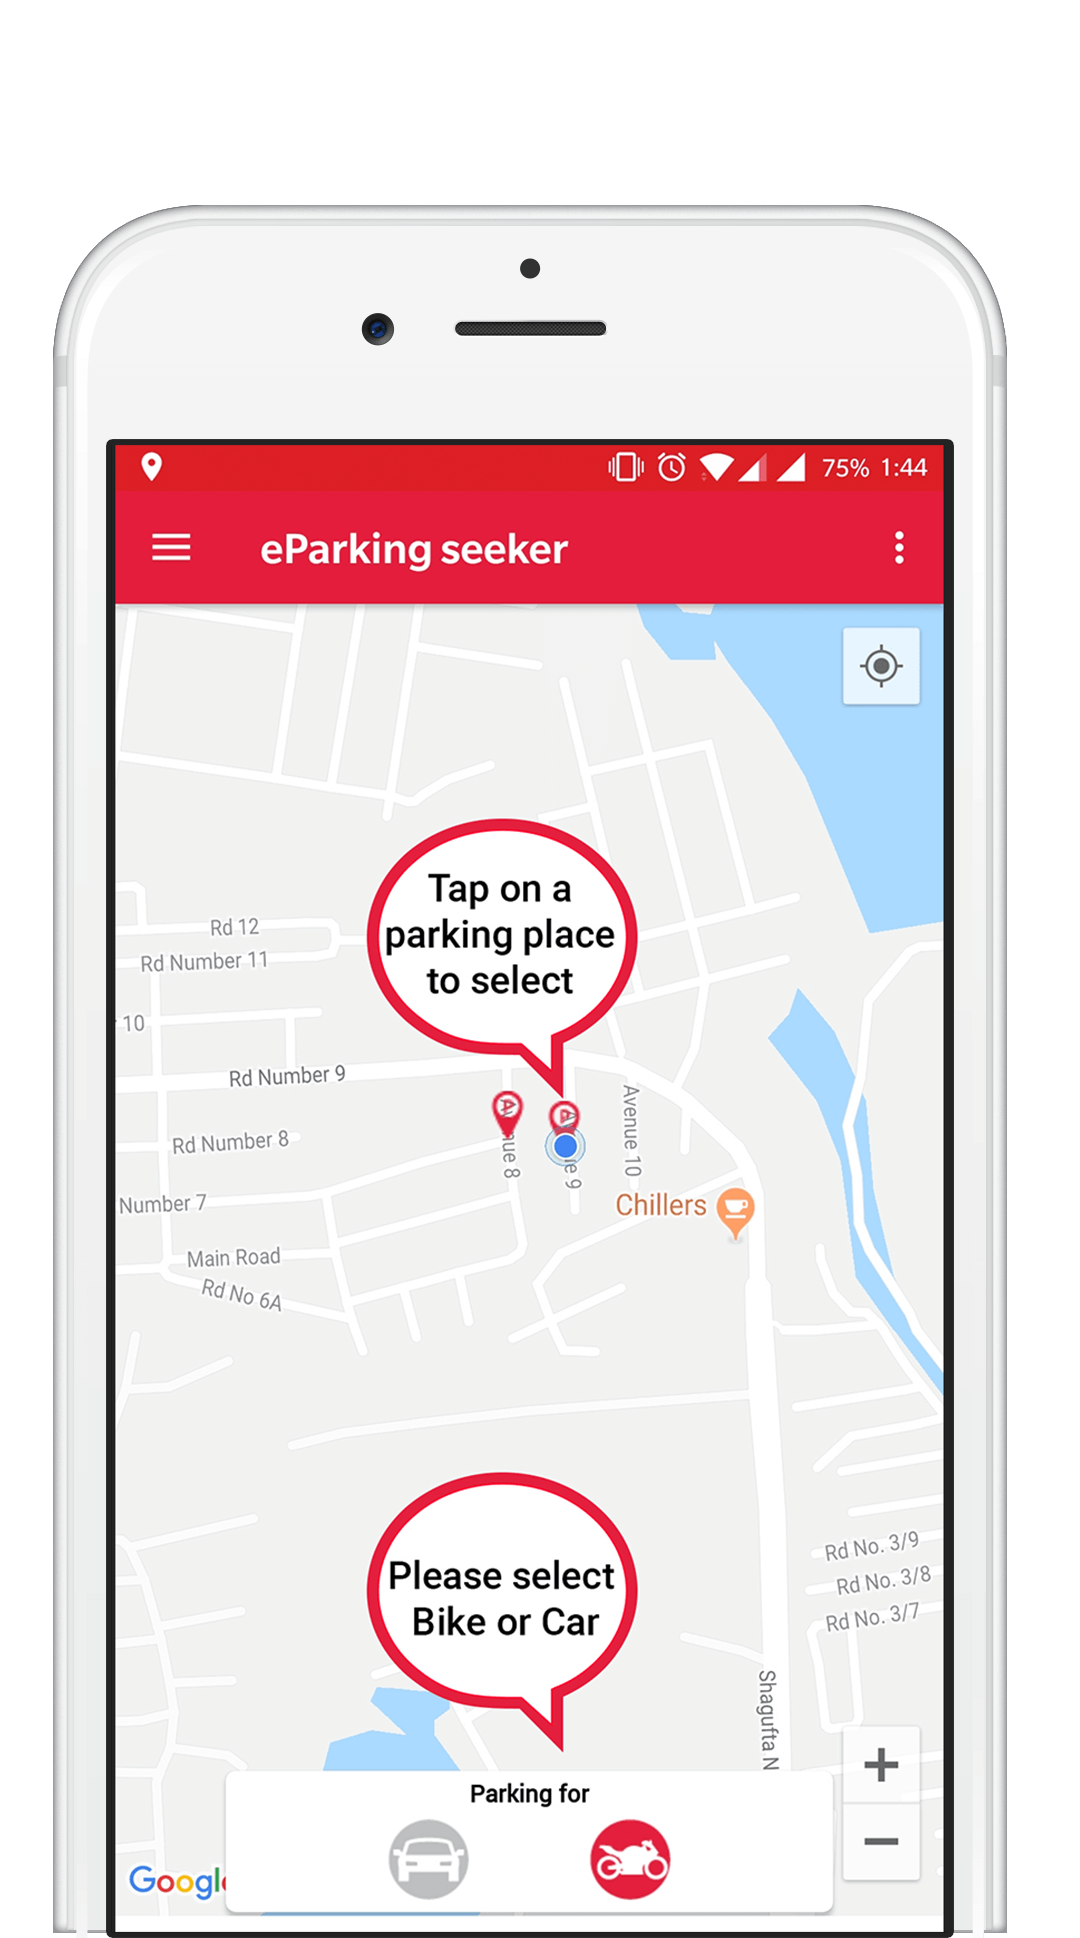 75% 1:44
eParking seeker
Tap on a
parking place
to select
Rd 12
Rd Number 11
10
Rd Number 9
Rd Number 8
Number 7
Main Road
Rd No 6A
ue 8
e 9
Avenue 10
Chillers
Please select
Bike or Car
Rd No. 3/9
Rd No. 3/8
Rd No. 3/7
Shagufta N
Parking for
Google